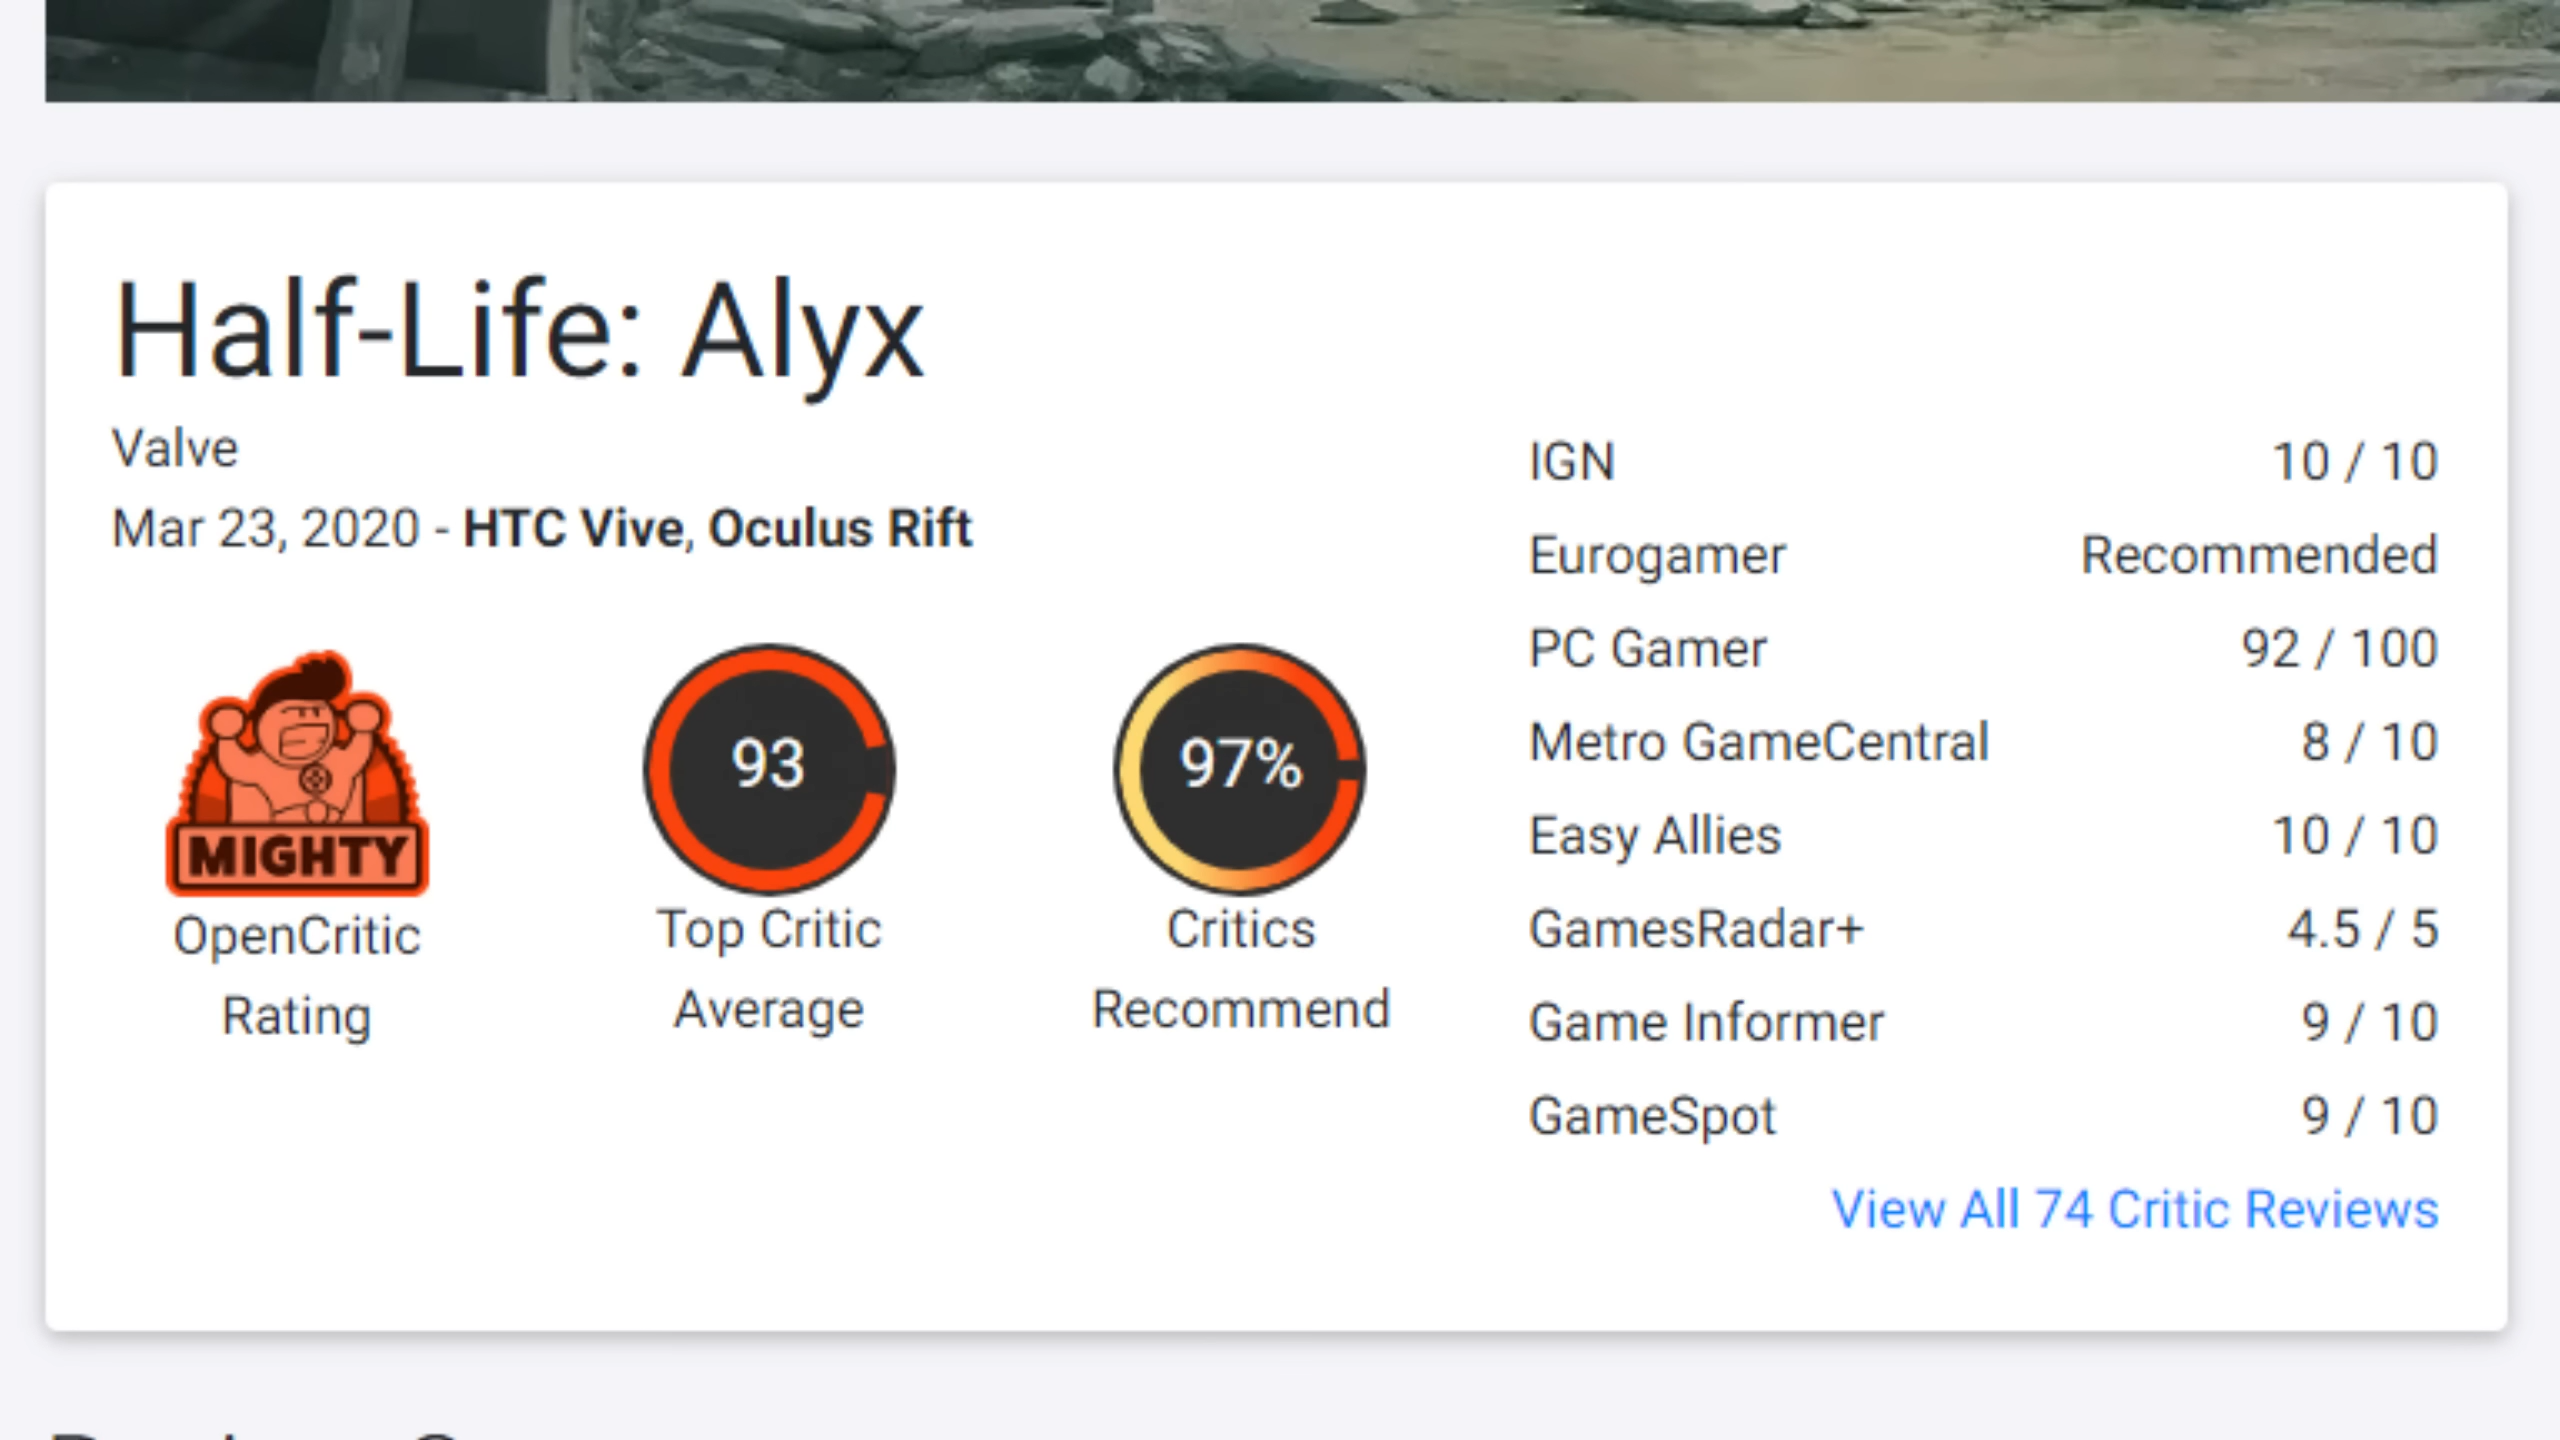 Half-Life: Alyx
Valve
Mar 23, 2020 - HTC Vive, Oculus Rift
MIGHTY
OpenCritic
Rating
93
Top Critic
Average
97%
Critics
Recommend
IGN 10 / 10
Eurogamer Recommended
PC Gamer 92 / 100
Metro GameCentral 8 / 10
Easy Allies 10 / 10
GamesRadar+ 4.5 / 5
Game Informer 9 / 10
GameSpot 9 / 10
View All 74 Critic Reviews